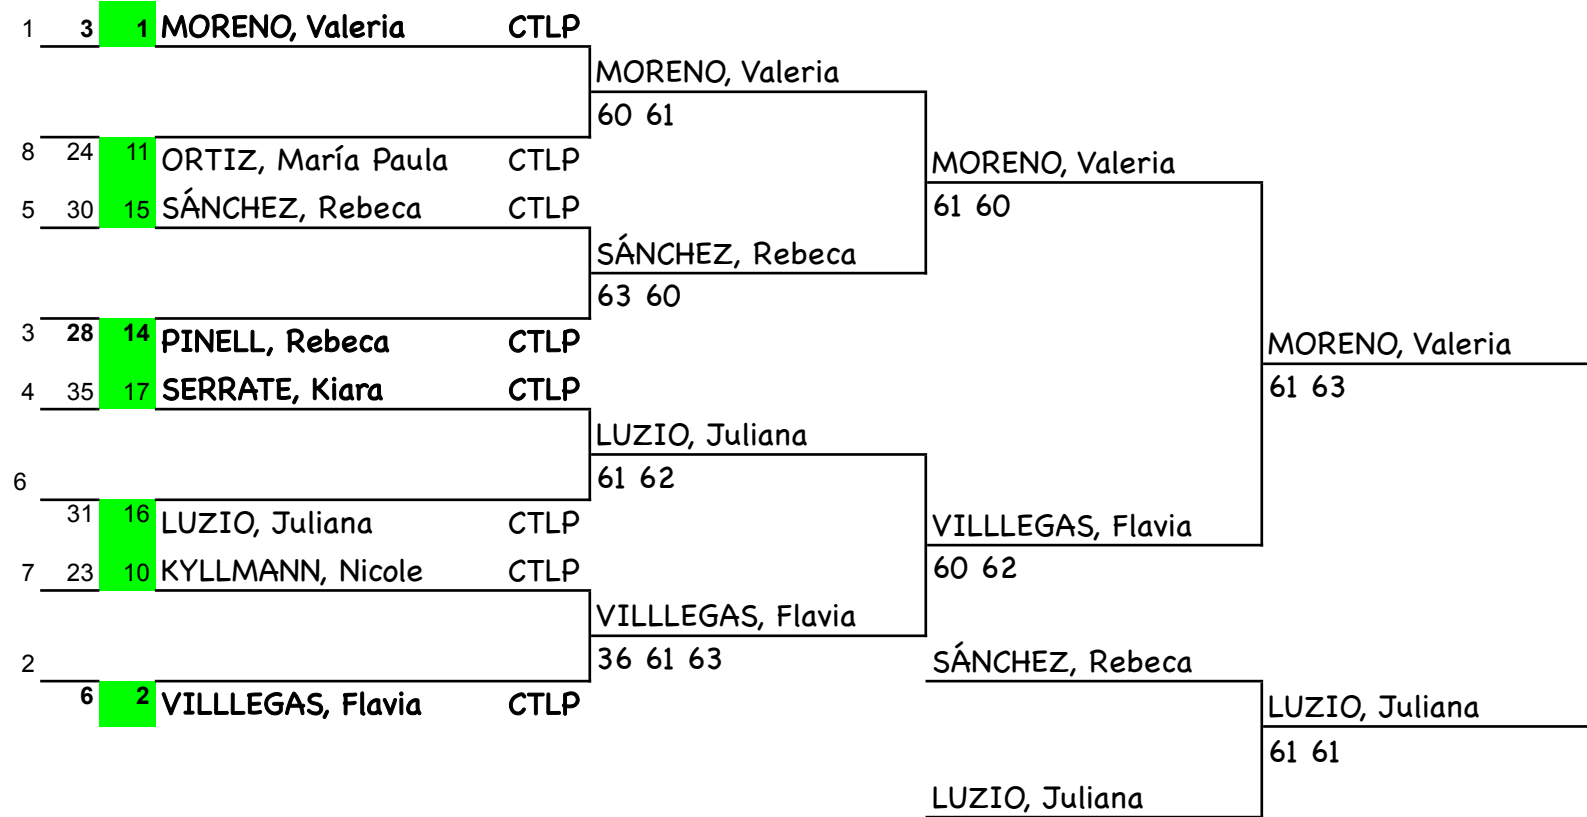 1 3 1 MORENO, Valeria CTLP
MORENO, Valeria
60 61
8 24 11 ORTIZ, María Paula CTLP
MORENO, Valeria
5 30 15 SÁNCHEZ, Rebeca CTLP
61 60
SÁNCHEZ, Rebeca
63 60
3 28 14 PINELL, Rebeca CTLP
MORENO, Valeria
4 35 17 SERRATE, Kiara CTLP
61 63
LUZIO, Juliana
61 62
6
31 16 LUZIO, Juliana CTLP
VILLLEGAS, Flavia
7 23 10 KYLLMANN, Nicole CTLP
60 62
VILLLEGAS, Flavia
36 61 63
2
SÁNCHEZ, Rebeca
6 2 VILLLEGAS, Flavia CTLP
LUZIO, Juliana
61 61
LUZIO, Juliana